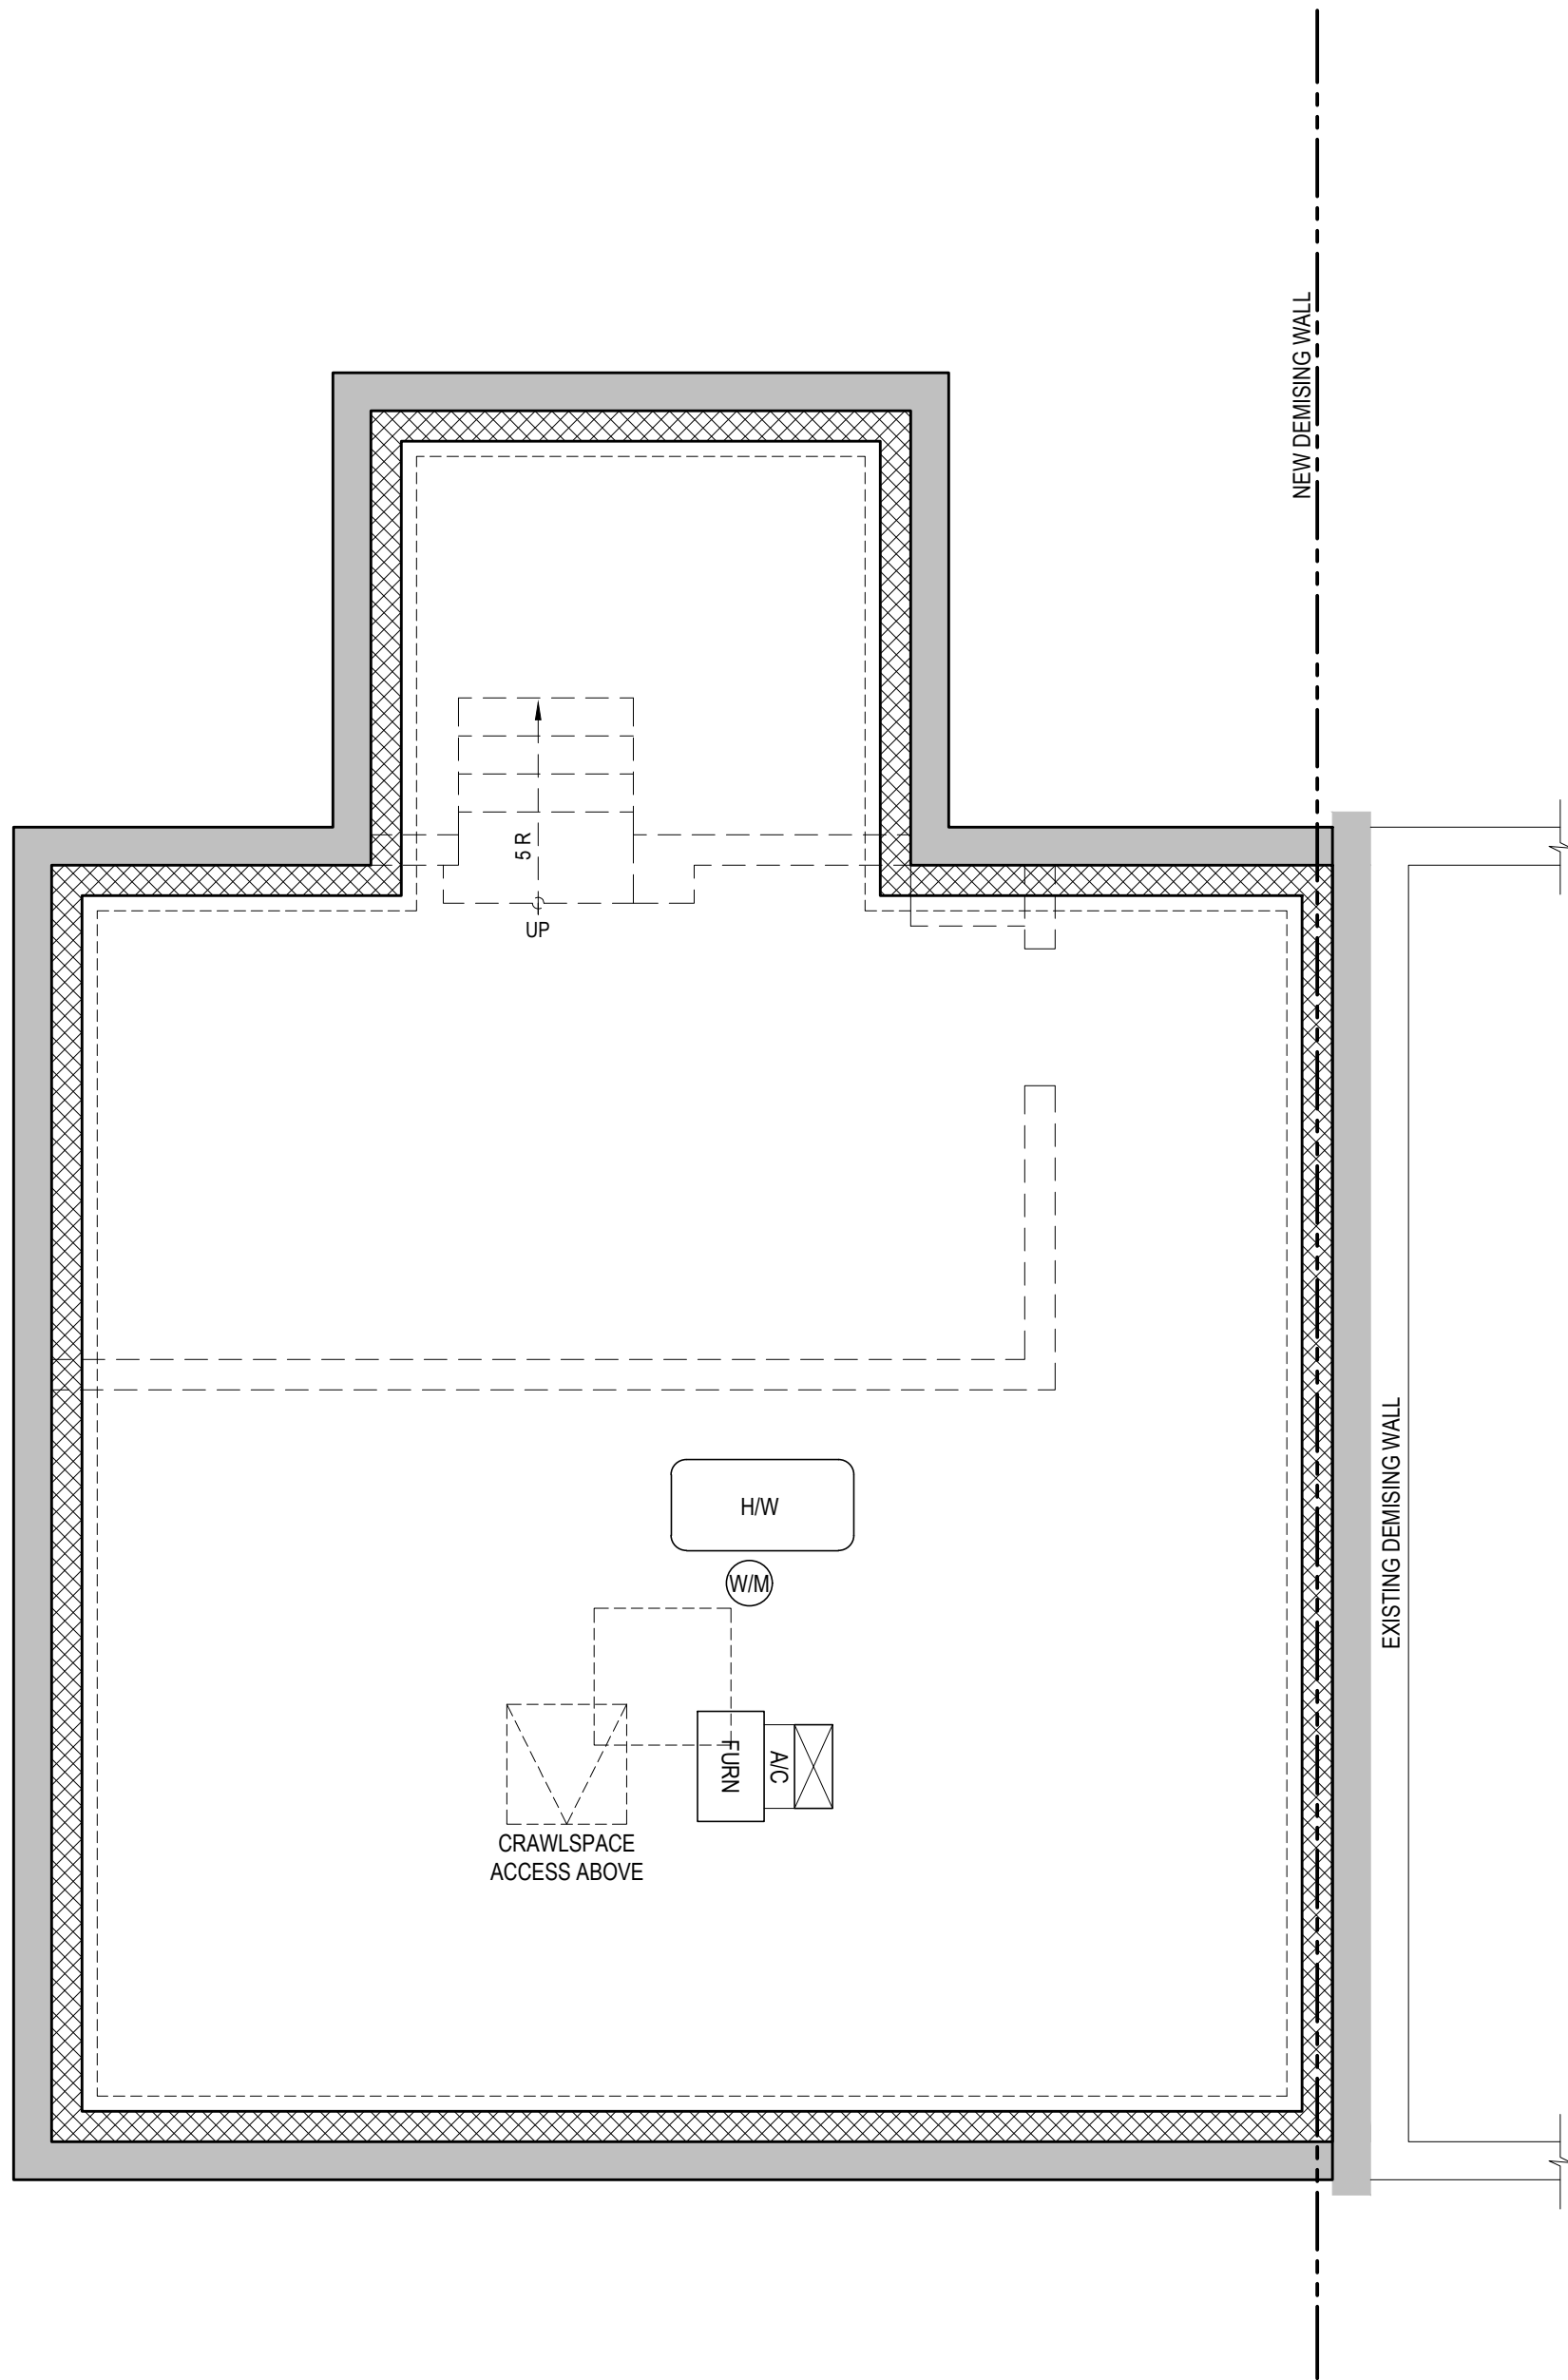 NEW DEMISING WALL
5 R
UP
EXISTING DEMISING WALL
H/W
W/M
FURN
A/C
CRAWLSPACE
ACCESS ABOVE